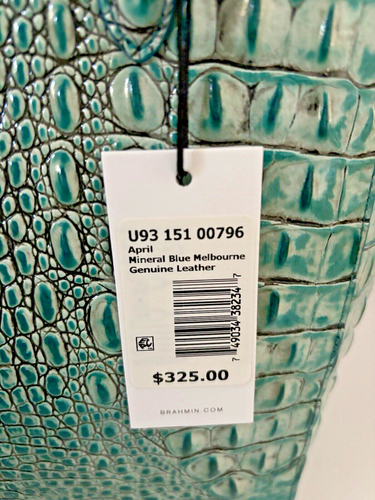 U93 151 00796
April
Mineral Blue Melbourne
Genuine Leather
7 49034 38234 7
$325.00
BRAHMIN.COM